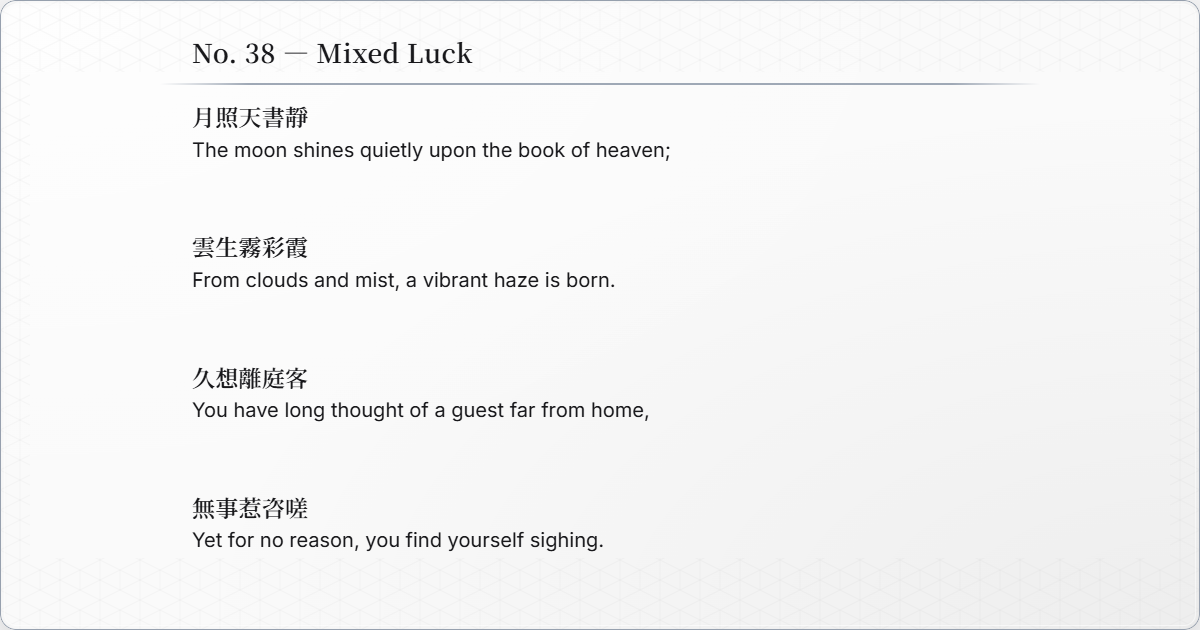 No. 38 — Mixed Luck
月照天書靜
The moon shines quietly upon the book of heaven;
雲生霧彩霞
From clouds and mist, a vibrant haze is born.
久想離庭客
You have long thought of a guest far from home,
無事惹咨嗟
Yet for no reason, you find yourself sighing.